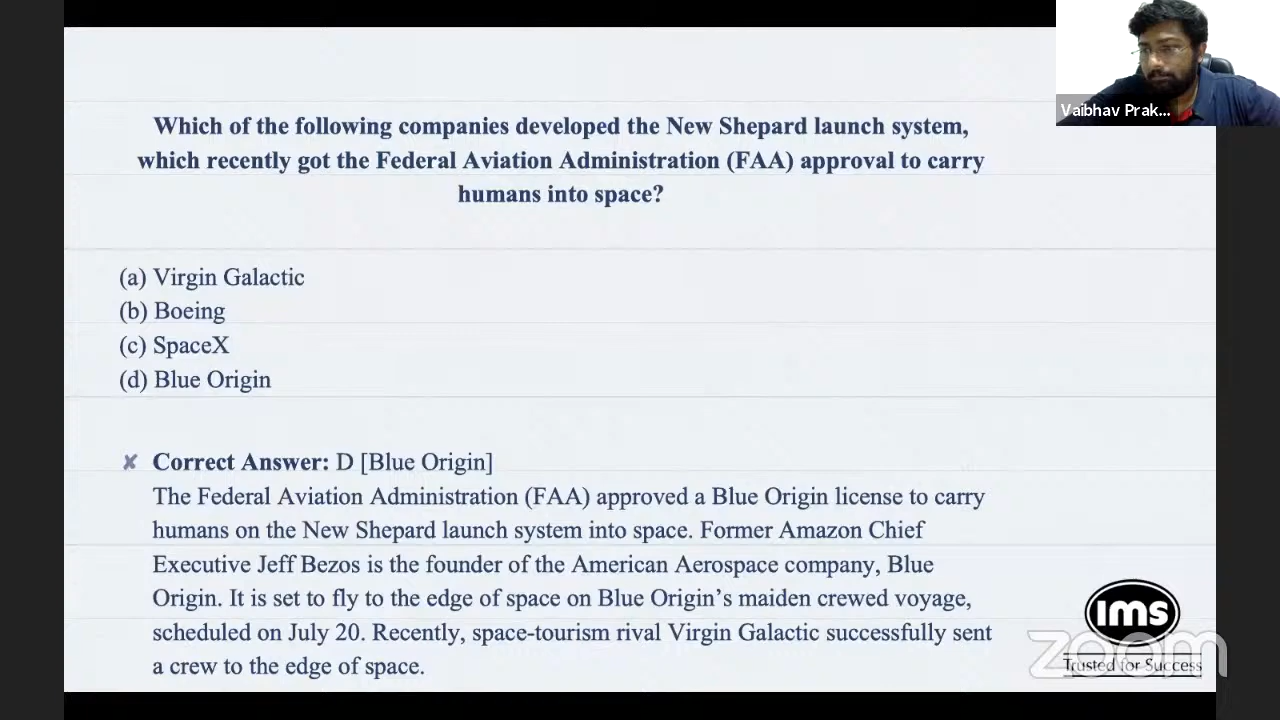 Which of the following companies developed the New Shepard launch system,
which recently got the Federal Aviation Administration (FAA) approval to carry
humans into space?
(a) Virgin Galactic
(b) Boeing
(c) SpaceX
(d) Blue Origin
✘ Correct Answer: D [Blue Origin]
The Federal Aviation Administration (FAA) approved a Blue Origin license to carry
humans on the New Shepard launch system into space. Former Amazon Chief
Executive Jeff Bezos is the founder of the American Aerospace company, Blue
Origin. It is set to fly to the edge of space on Blue Origin’s maiden crewed voyage,
scheduled on July 20. Recently, space-tourism rival Virgin Galactic successfully sent
a crew to the edge of space.
Vaibhav Prak...
ims
zoom
Trusted for Success